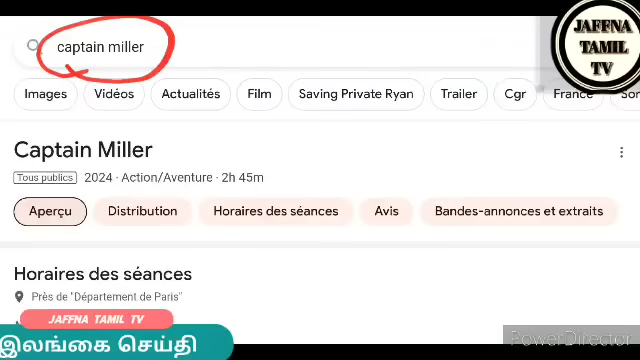 captain miller
JAFFNA
TAMIL
TV
Images
Vidéos
Actualités
Film
Saving Private Ryan
Trailer
Cgr
France
Captain Miller
Tous publics 2024 · Action/Aventure · 2h 45m
Aperçu
Distribution
Horaires des séances
Avis
Bandes-annonces et extraits
Horaires des séances
Près de "Département de Paris"
JAFFNA TAMIL TV
இலங்கை செய்தி
PowerDirector